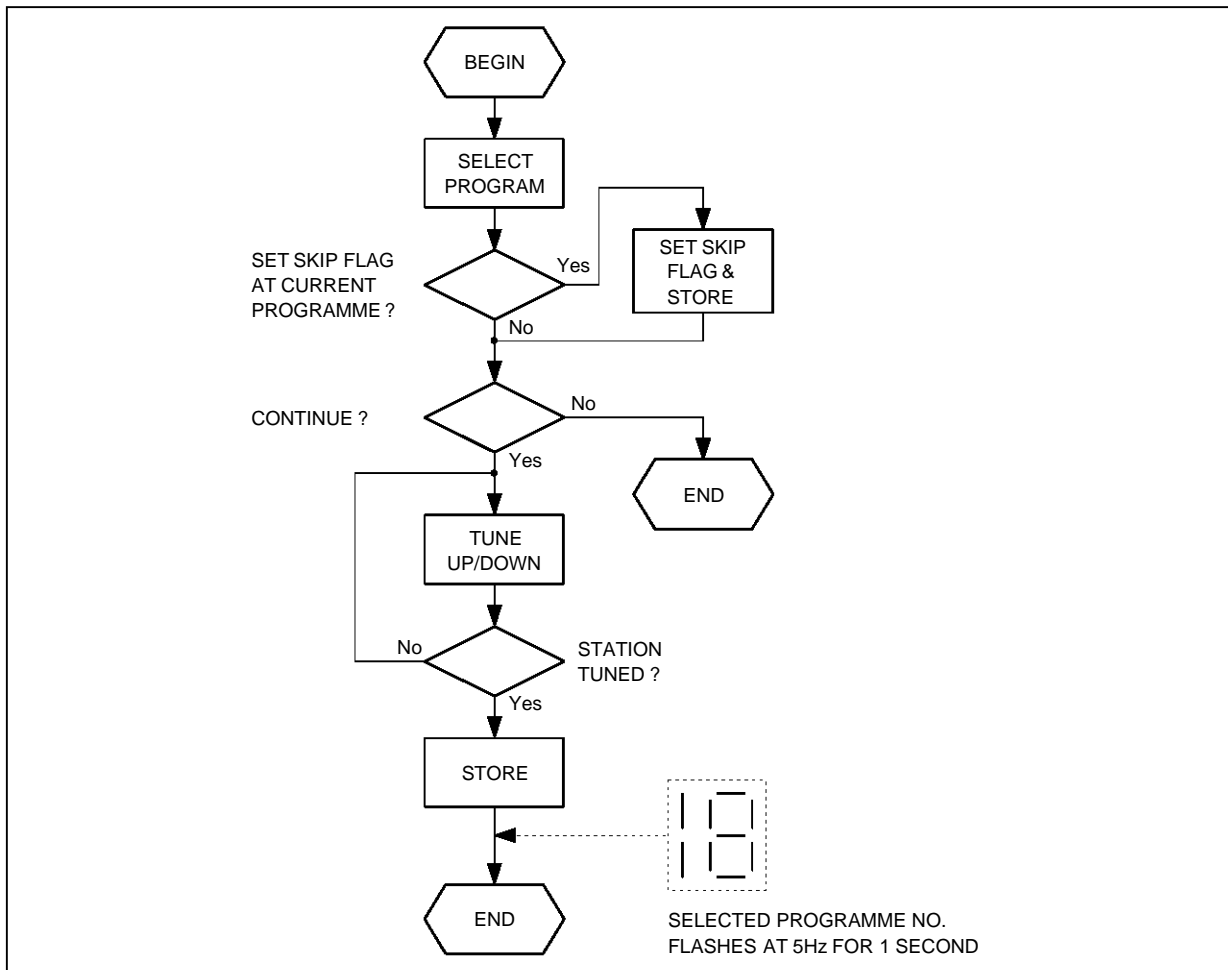 BEGIN
SELECT
PROGRAM
SET SKIP FLAG
AT CURRENT
PROGRAMME ?
Yes
SET SKIP
FLAG &
STORE
No
CONTINUE ?
No
Yes
END
TUNE
UP/DOWN
No
STATION
TUNED ?
Yes
STORE
18
END
SELECTED PROGRAMME NO.
FLASHES AT 5Hz FOR 1 SECOND